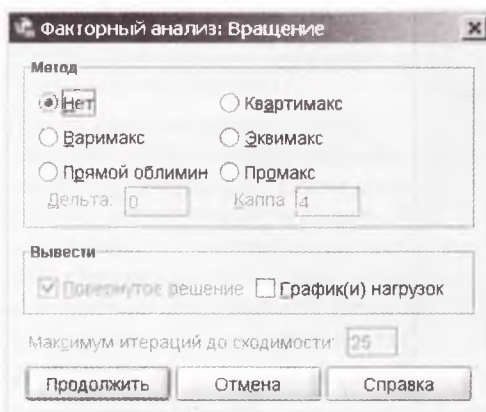 Факторный анализ: Вращение
Метод
Нет Квартимакс
Варимакс Эквимакс
Прямой облимин Промакс
Дельта: 0 Каппа 4
Вывести
Повернутое решение График(и) нагрузок
Максимум итераций до сходимости: 25
Продолжить Отмена Справка